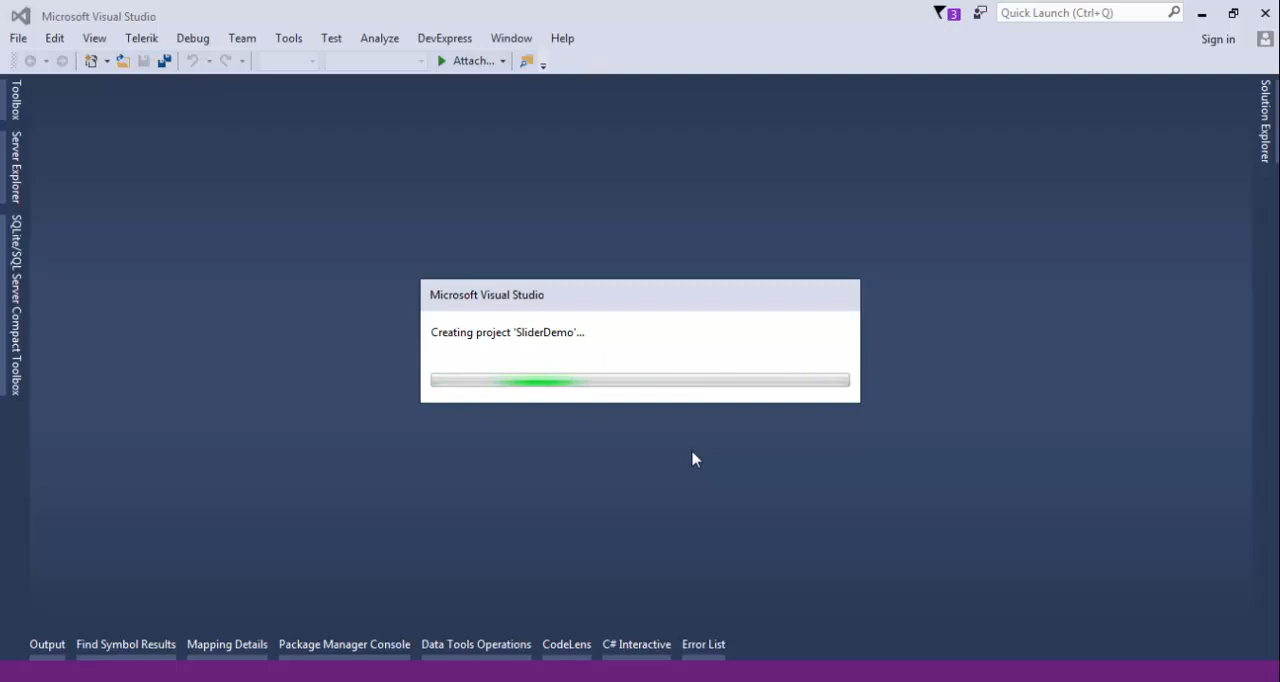 Microsoft Visual Studio
3
Quick Launch (Ctrl+Q)
File Edit View Telerik Debug Team Tools Test Analyze DevExpress Window Help
Sign in
Attach...
Toolbox
Server Explorer
SQLite/SQL Server Compact Toolbox
Solution Explorer
Microsoft Visual Studio
Creating project 'SliderDemo'...
Output Find Symbol Results Mapping Details Package Manager Console Data Tools Operations CodeLens C# Interactive Error List